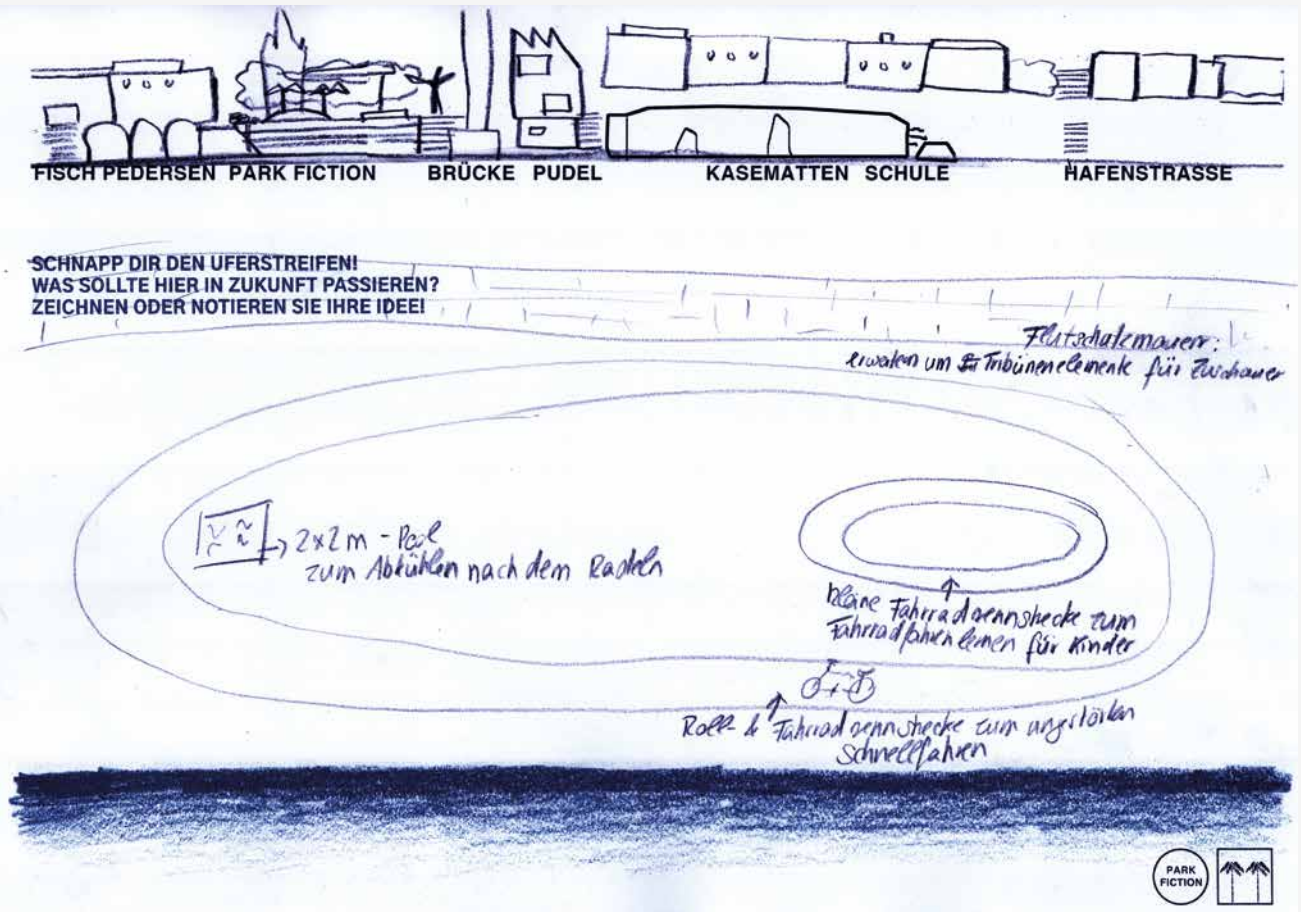 FISCH PEDERSEN PARK FICTION BRÜCKE PUDEL KASEMATTEN SCHULE HAFENSTRASSE
SCHNAPP DIR DEN UFERSTREIFEN!
WAS SOLLTE HIER IN ZUKUNFT PASSIEREN?
ZEICHNEN ODER NOTIEREN SIE IHRE IDEE!
Flutschutzmauer:
erweitern um Tribünenelemente für Zuschauer
2x2m - Pool
zum Abkühlen nach dem Radeln
kleine Fahrradrennstrecke zum
Fahrradfahren lernen für Kinder
Roll- & Fahrradrennstrecke zum ungestörten
Schnellfahren
PARK
FICTION